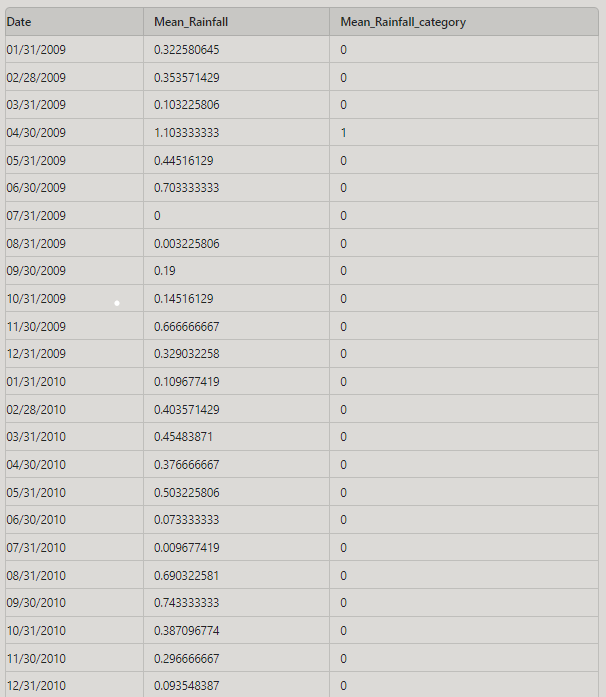 Date Mean_Rainfall Mean_Rainfall_category
01/31/2009 0.322580645 0
02/28/2009 0.353571429 0
03/31/2009 0.103225806 0
04/30/2009 1.103333333 1
05/31/2009 0.44516129 0
06/30/2009 0.703333333 0
07/31/2009 0 0
08/31/2009 0.003225806 0
09/30/2009 0.19 0
10/31/2009 0.14516129 0
11/30/2009 0.666666667 0
12/31/2009 0.329032258 0
01/31/2010 0.109677419 0
02/28/2010 0.403571429 0
03/31/2010 0.45483871 0
04/30/2010 0.376666667 0
05/31/2010 0.503225806 0
06/30/2010 0.073333333 0
07/31/2010 0.009677419 0
08/31/2010 0.690322581 0
09/30/2010 0.743333333 0
10/31/2010 0.387096774 0
11/30/2010 0.296666667 0
12/31/2010 0.093548387 0